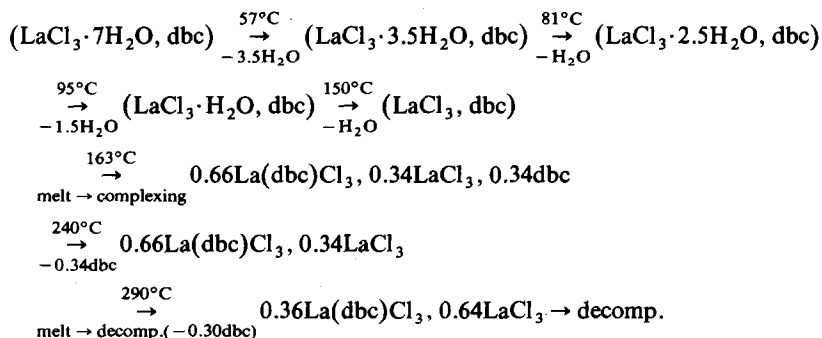 57°C 81°C
(LaCl₃·7H₂O, dbc) → (LaCl₃·3.5H₂O, dbc) → (LaCl₃·2.5H₂O, dbc)
−3.5H₂O −H₂O
95°C 150°C
→ (LaCl₃·H₂O, dbc) → (LaCl₃, dbc)
−1.5H₂O −H₂O
163°C
→ 0.66La(dbc)Cl₃, 0.34LaCl₃, 0.34dbc
melt → complexing
240°C
→ 0.66La(dbc)Cl₃, 0.34LaCl₃
−0.34dbc
290°C
→ 0.36La(dbc)Cl₃, 0.64LaCl₃ → decomp.
melt → decomp.(−0.30dbc)